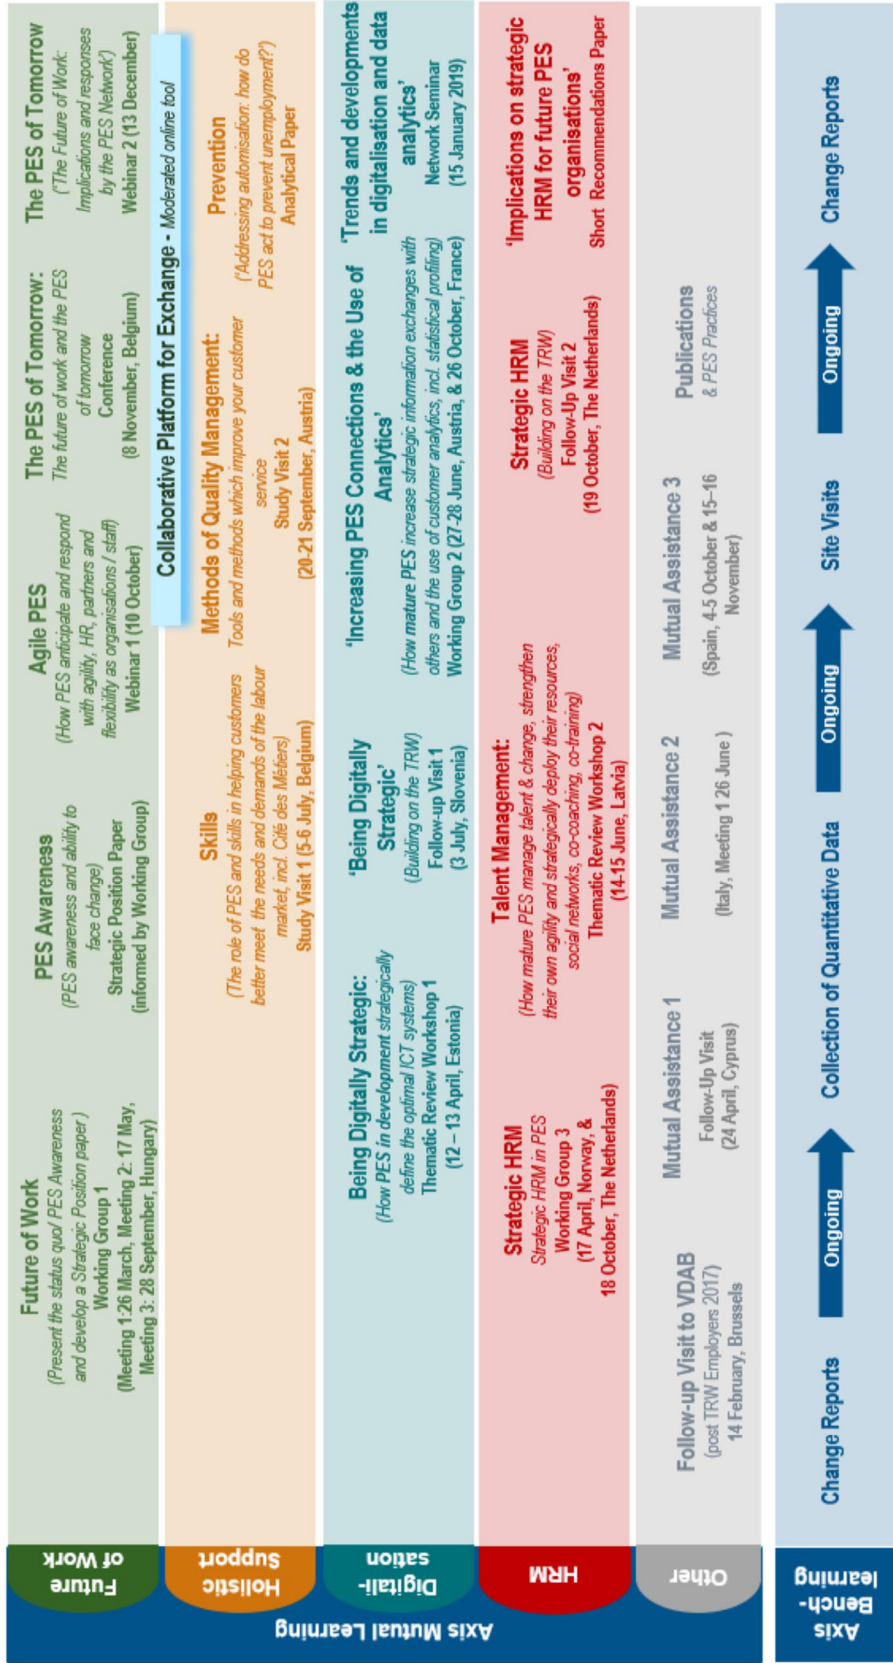 Axis Mutual Learning
Future
of Work
Future of Work
(Present the status quo/ PES Awareness
and develop a Strategic Position paper )
Working Group 1
(Meeting 1:26 March, Meeting 2: 17 May,
Meeting 3: 28 September, Hungary)
PES Awareness
(PES awareness and ability to
face change)
Strategic Position Paper
(informed by Working Group)
Agile PES
(How PES anticipate and respond
with agility, HR, partners and
flexibility as organisations / staff)
Webinar 1 (10 October)
The PES of Tomorrow:
The future of work and the PES
of tomorrow
Conference
(8 November, Belgium)
The PES of Tomorrow
('The Future of Work:
Implications and responses
by the PES Network')
Webinar 2 (13 December)
Collaborative Platform for Exchange - Moderated online tool
Holistic
Support
Skills
(The role of PES and skills in helping customers
better meet the needs and demands of the labour
market, incl. Cité des Métiers)
Study Visit 1 (5-6 July, Belgium)
Methods of Quality Management:
Tools and methods which improve your customer
service
Study Visit 2
(20-21 September, Austria)
Prevention
('Addressing automisation: how do
PES act to prevent unemployment?')
Analytical Paper
Digitali-
sation
Being Digitally Strategic:
(How PES in development strategically
define the optimal ICT systems)
Thematic Review Workshop 1
(12 – 13 April, Estonia)
'Being Digitally
Strategic'
(Building on the TRW)
Follow-up Visit 1
(3 July, Slovenia)
'Increasing PES Connections & the Use of
Analytics'
(How mature PES increase strategic information exchanges with
others and the use of customer analytics, incl. statistical profiling)
Working Group 2 (27-28 June, Austria, & 26 October, France)
'Trends and developments
in digitalisation and data
analytics'
Network Seminar
(15 January 2019)
HRM
Strategic HRM
Strategic HRM in PES
Working Group 3
(17 April, Norway, &
18 October, The Netherlands)
Talent Management:
(How mature PES manage talent & change, strengthen
their own agility and strategically deploy their resources,
social networks, co-coaching, co-training)
Thematic Review Workshop 2
(14-15 June, Latvia)
Strategic HRM
(Building on the TRW)
Follow-Up Visit 2
(19 October, The Netherlands)
'Implications on strategic
HRM for future PES
organisations'
Short Recommendations Paper
Other
Follow-up Visit to VDAB
(post TRW Employers 2017)
14 February, Brussels
Mutual Assistance 1
Follow-Up Visit
(24 April, Cyprus)
Mutual Assistance 2
(Italy, Meeting 1 26 June )
Mutual Assistance 3
(Spain, 4-5 October & 15–16
November)
Publications
& PES Practices
Axis
Bench-
learning
Change Reports
Ongoing
Collection of Quantitative Data
Ongoing
Site Visits
Ongoing
Change Reports